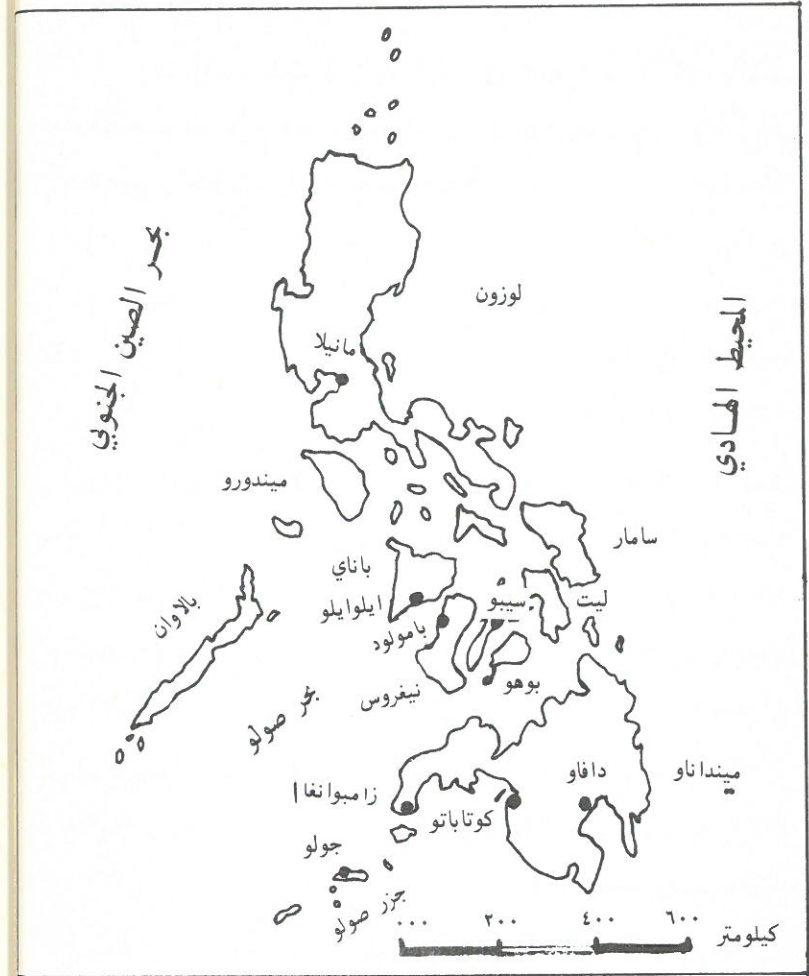 بحر الصين الجنوبي
لوزون
المحيط الهادي
مانيلا
ميندورو
سامار
باناي
بالاوان
ليت
سيبو
ايلوايلو
بامولود
بوهو
نيغروس
بحر صولو
مينداناو
دافاو
زامبوانغا
كوتاباتو
جولو
جزر صولو
٠٠٠ ٢٠٠ ٤٠٠ ٦٠٠ كيلومتر